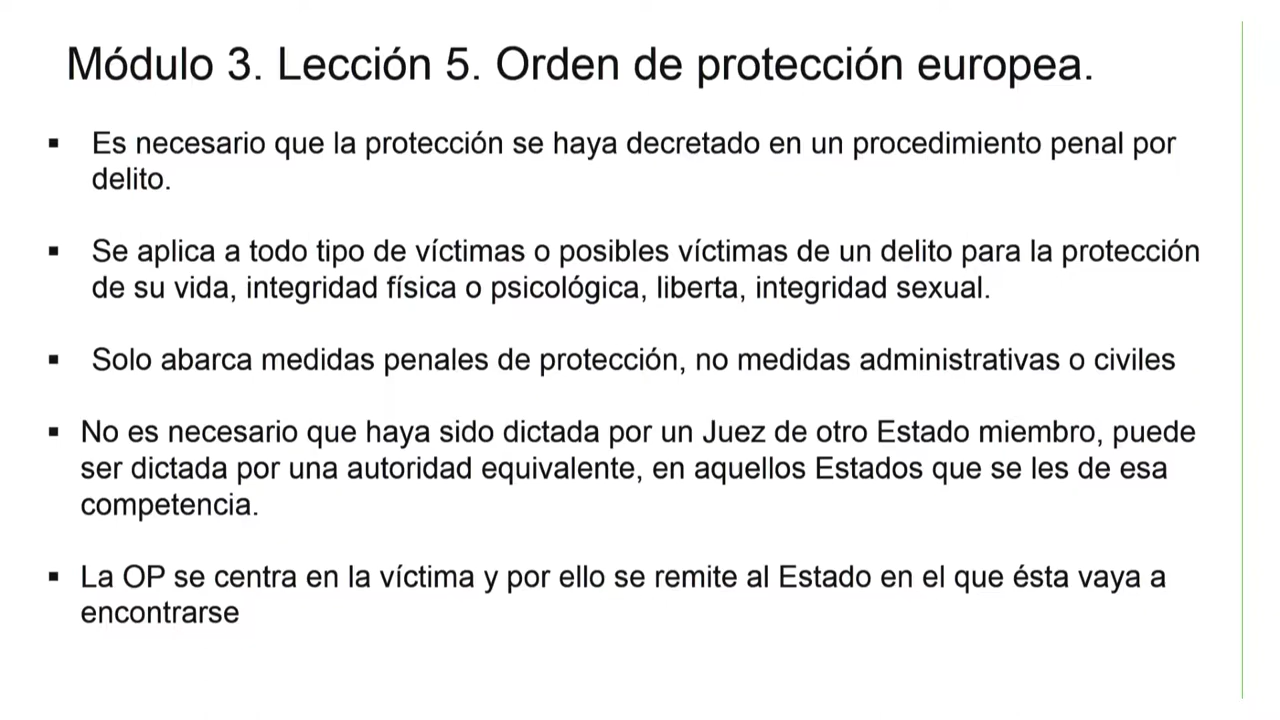 Módulo 3. Lección 5. Orden de protección europea.
▪ Es necesario que la protección se haya decretado en un procedimiento penal por
delito.
▪ Se aplica a todo tipo de víctimas o posibles víctimas de un delito para la protección
de su vida, integridad física o psicológica, liberta, integridad sexual.
▪ Solo abarca medidas penales de protección, no medidas administrativas o civiles
▪ No es necesario que haya sido dictada por un Juez de otro Estado miembro, puede
ser dictada por una autoridad equivalente, en aquellos Estados que se les de esa
competencia.
▪ La OP se centra en la víctima y por ello se remite al Estado en el que ésta vaya a
encontrarse